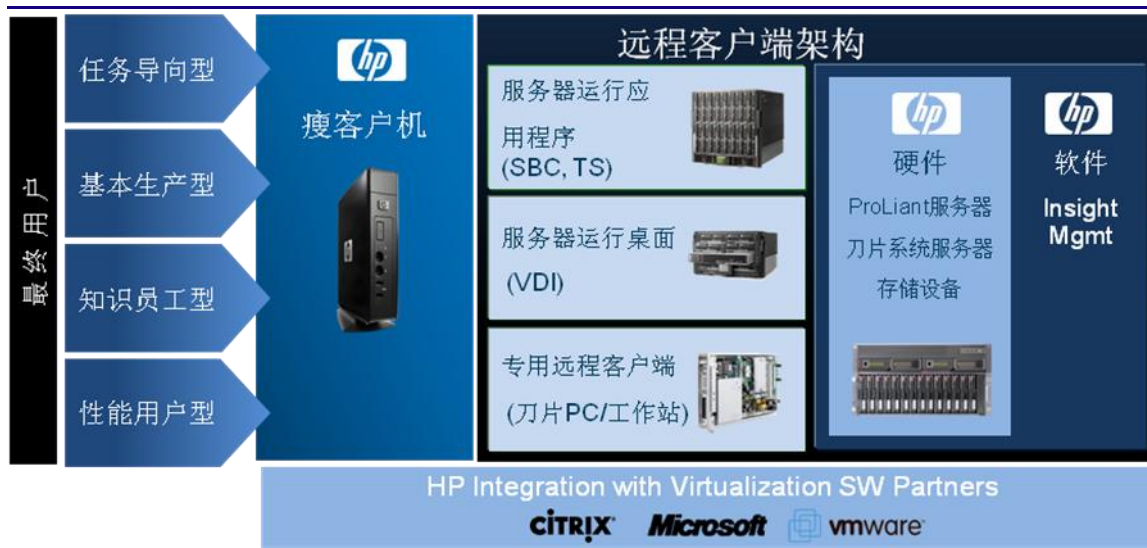 最终用户
任务导向型
基本生产型
知识员工型
性能用户型
hp
瘦客户机
远程客户端架构
服务器运行应
用程序
(SBC, TS)
服务器运行桌面
(VDI)
专用远程客户端
(刀片PC/工作站)
hp
硬件
ProLiant服务器
刀片系统服务器
存储设备
hp
软件
Insight
Mgmt
HP Integration with Virtualization SW Partners
CİTRIX Microsoft vmware